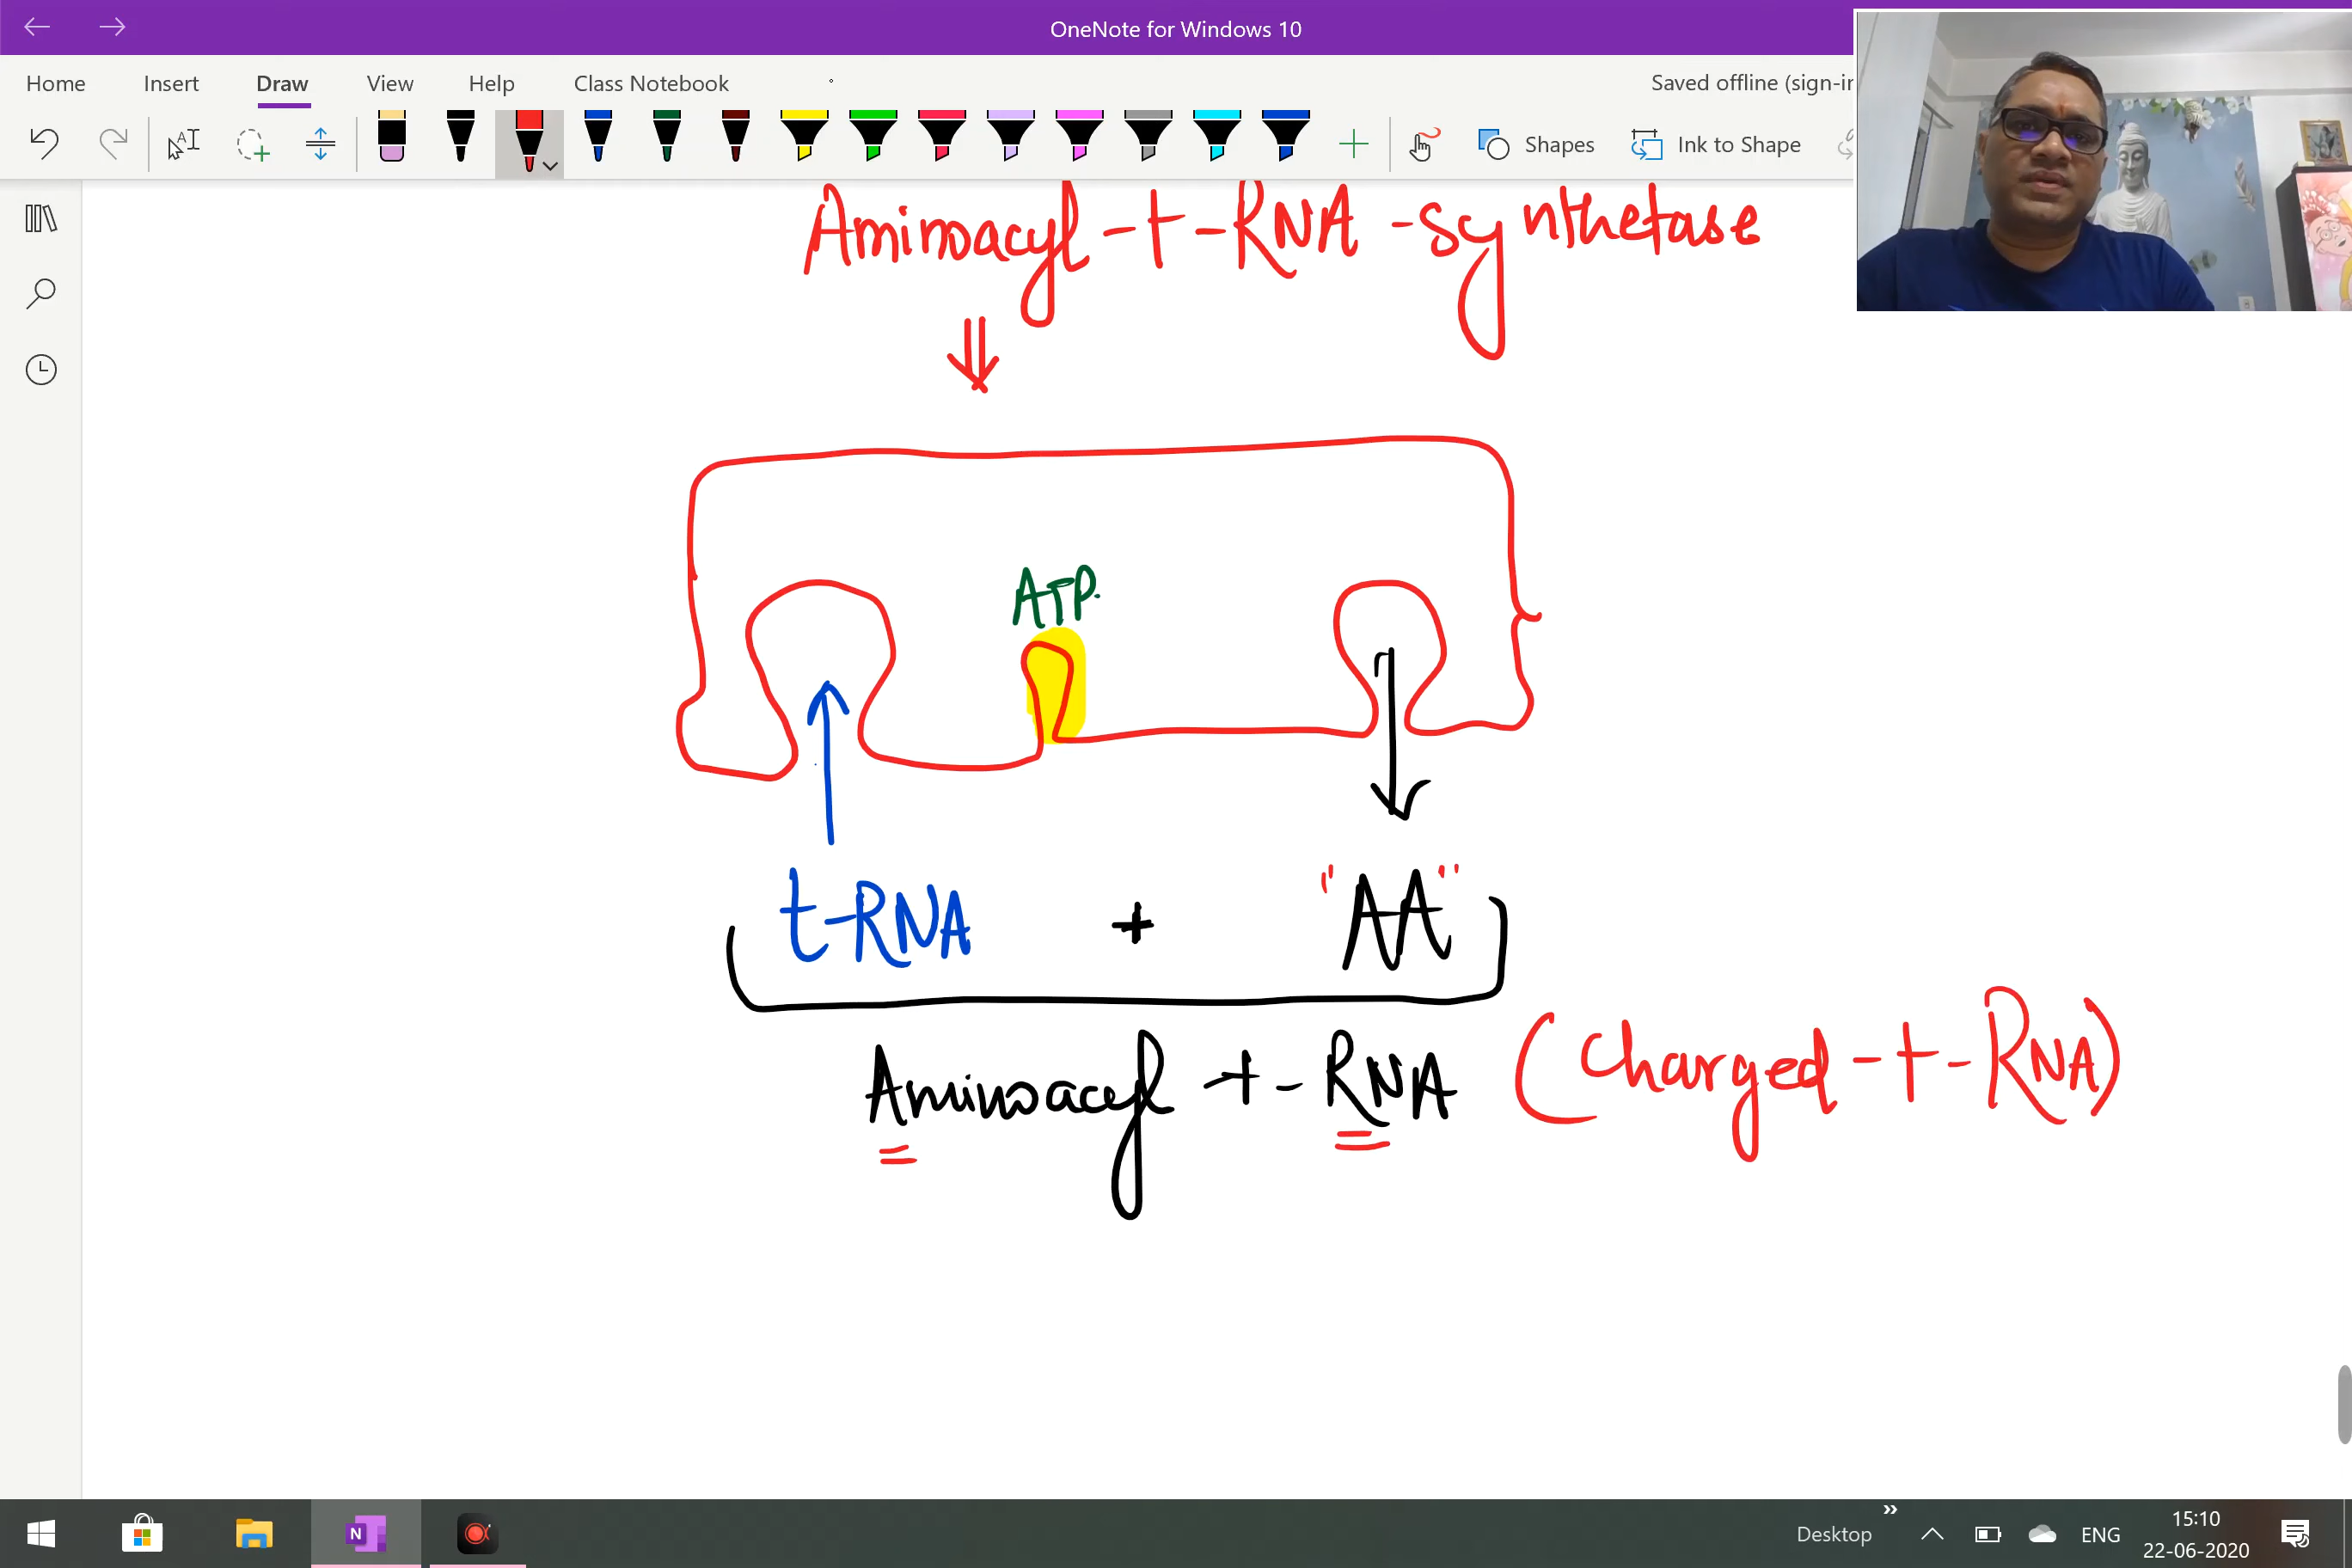 OneNote for Windows 10
Home Insert Draw View Help Class Notebook Saved offline (sign-in
Shapes Ink to Shape
Aminoacyl-t-RNA-synthetase
ATP.
t-RNA + "AA"
Aminoacyl-t-RNA (Charged-t-RNA)
Desktop ENG 15:10
22-06-2020